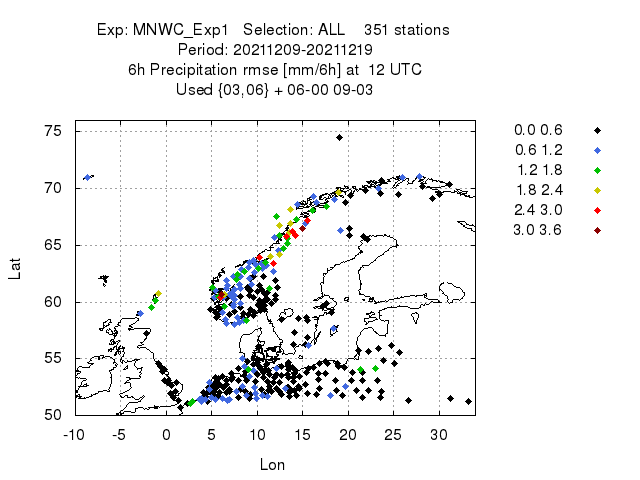 Exp: MNWC_Exp1   Selection: ALL    351 stations
Period: 20211209-20211219
6h Precipitation rmse [mm/6h] at  12 UTC
Used {03,06} + 06-00 09-03
0.0 0.6
0.6 1.2
1.2 1.8
1.8 2.4
2.4 3.0
3.0 3.6
75
70
65
60
55
50
Lat
-10 -5 0 5 10 15 20 25 30
Lon